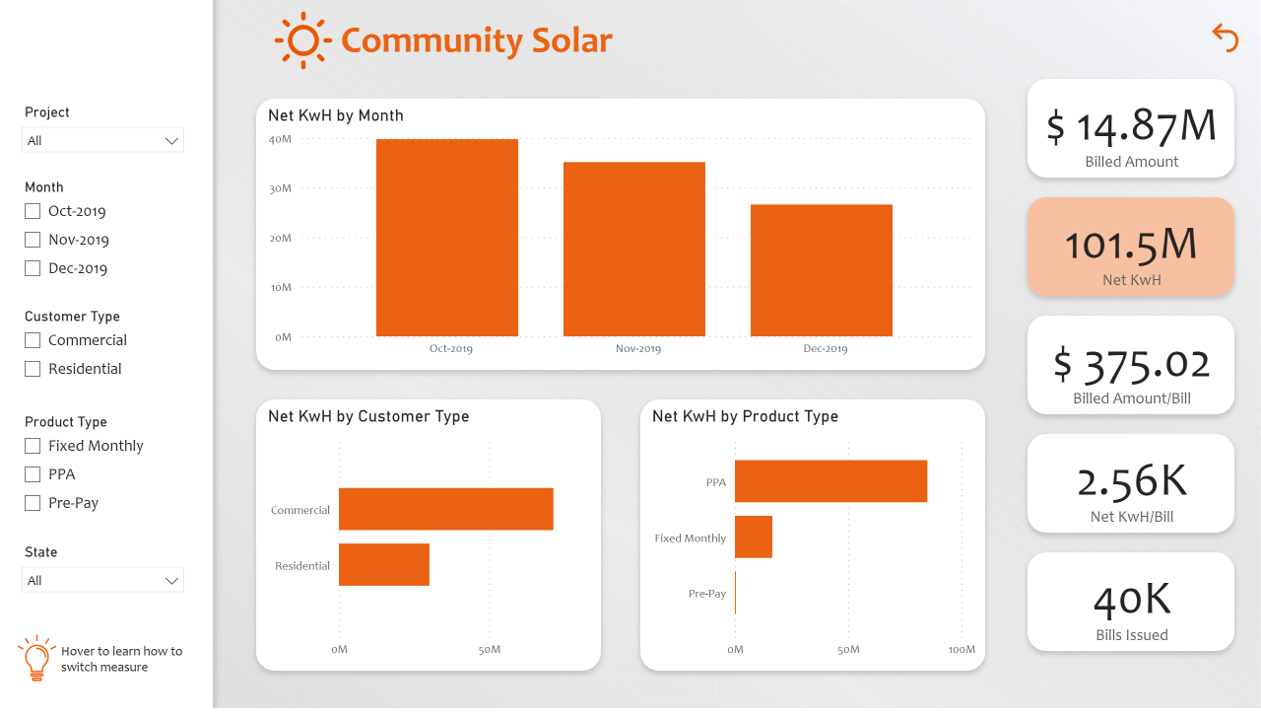 Community Solar
Project
All
Month
Oct-2019
Nov-2019
Dec-2019
Customer Type
Commercial
Residential
Product Type
Fixed Monthly
PPA
Pre-Pay
State
All
Hover to learn how to
switch measure
Net KwH by Month
40M
30M
20M
10M
0M
Oct-2019 Nov-2019 Dec-2019
Net KwH by Customer Type
Commercial
Residential
0M 50M
Net KwH by Product Type
PPA
Fixed Monthly
Pre-Pay
0M 50M 100M
$ 14.87M
Billed Amount
101.5M
Net KwH
$ 375.02
Billed Amount/Bill
2.56K
Net KwH/Bill
40K
Bills Issued